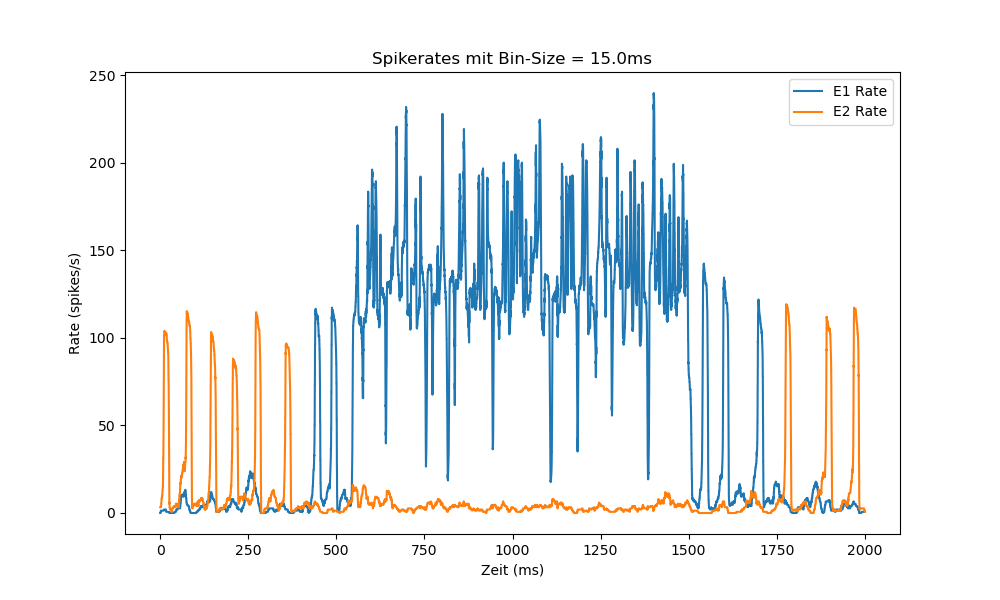 Spikerates mit Bin-Size = 15.0ms
E1 Rate
E2 Rate
Rate (spikes/s)
250
200
150
100
50
0
0 250 500 750 1000 1250 1500 1750 2000
Zeit (ms)